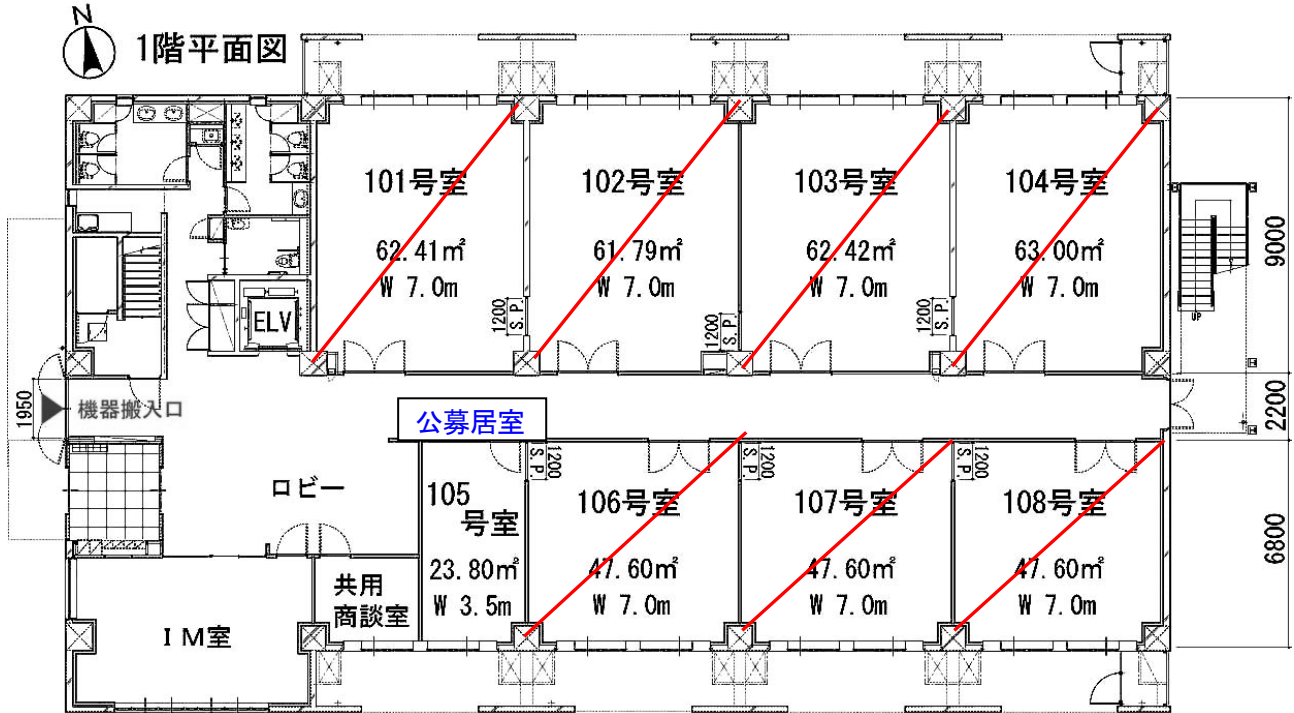 N
1階平面図
101号室
62.41㎡
W 7.0m
1200
S.P.
102号室
61.79㎡
W 7.0m
1200
S.P.
103号室
62.42㎡
W 7.0m
1200
S.P.
104号室
63.00㎡
W 7.0m
9000
UP
ELV
1950
機器搬入口
公募居室
2200
ロビー
105
号室
23.80㎡
W 3.5m
1200
S.P.
106号室
47.60㎡
W 7.0m
1200
S.P.
107号室
47.60㎡
W 7.0m
1200
S.P.
108号室
47.60㎡
W 7.0m
6800
共用
商談室
IM室